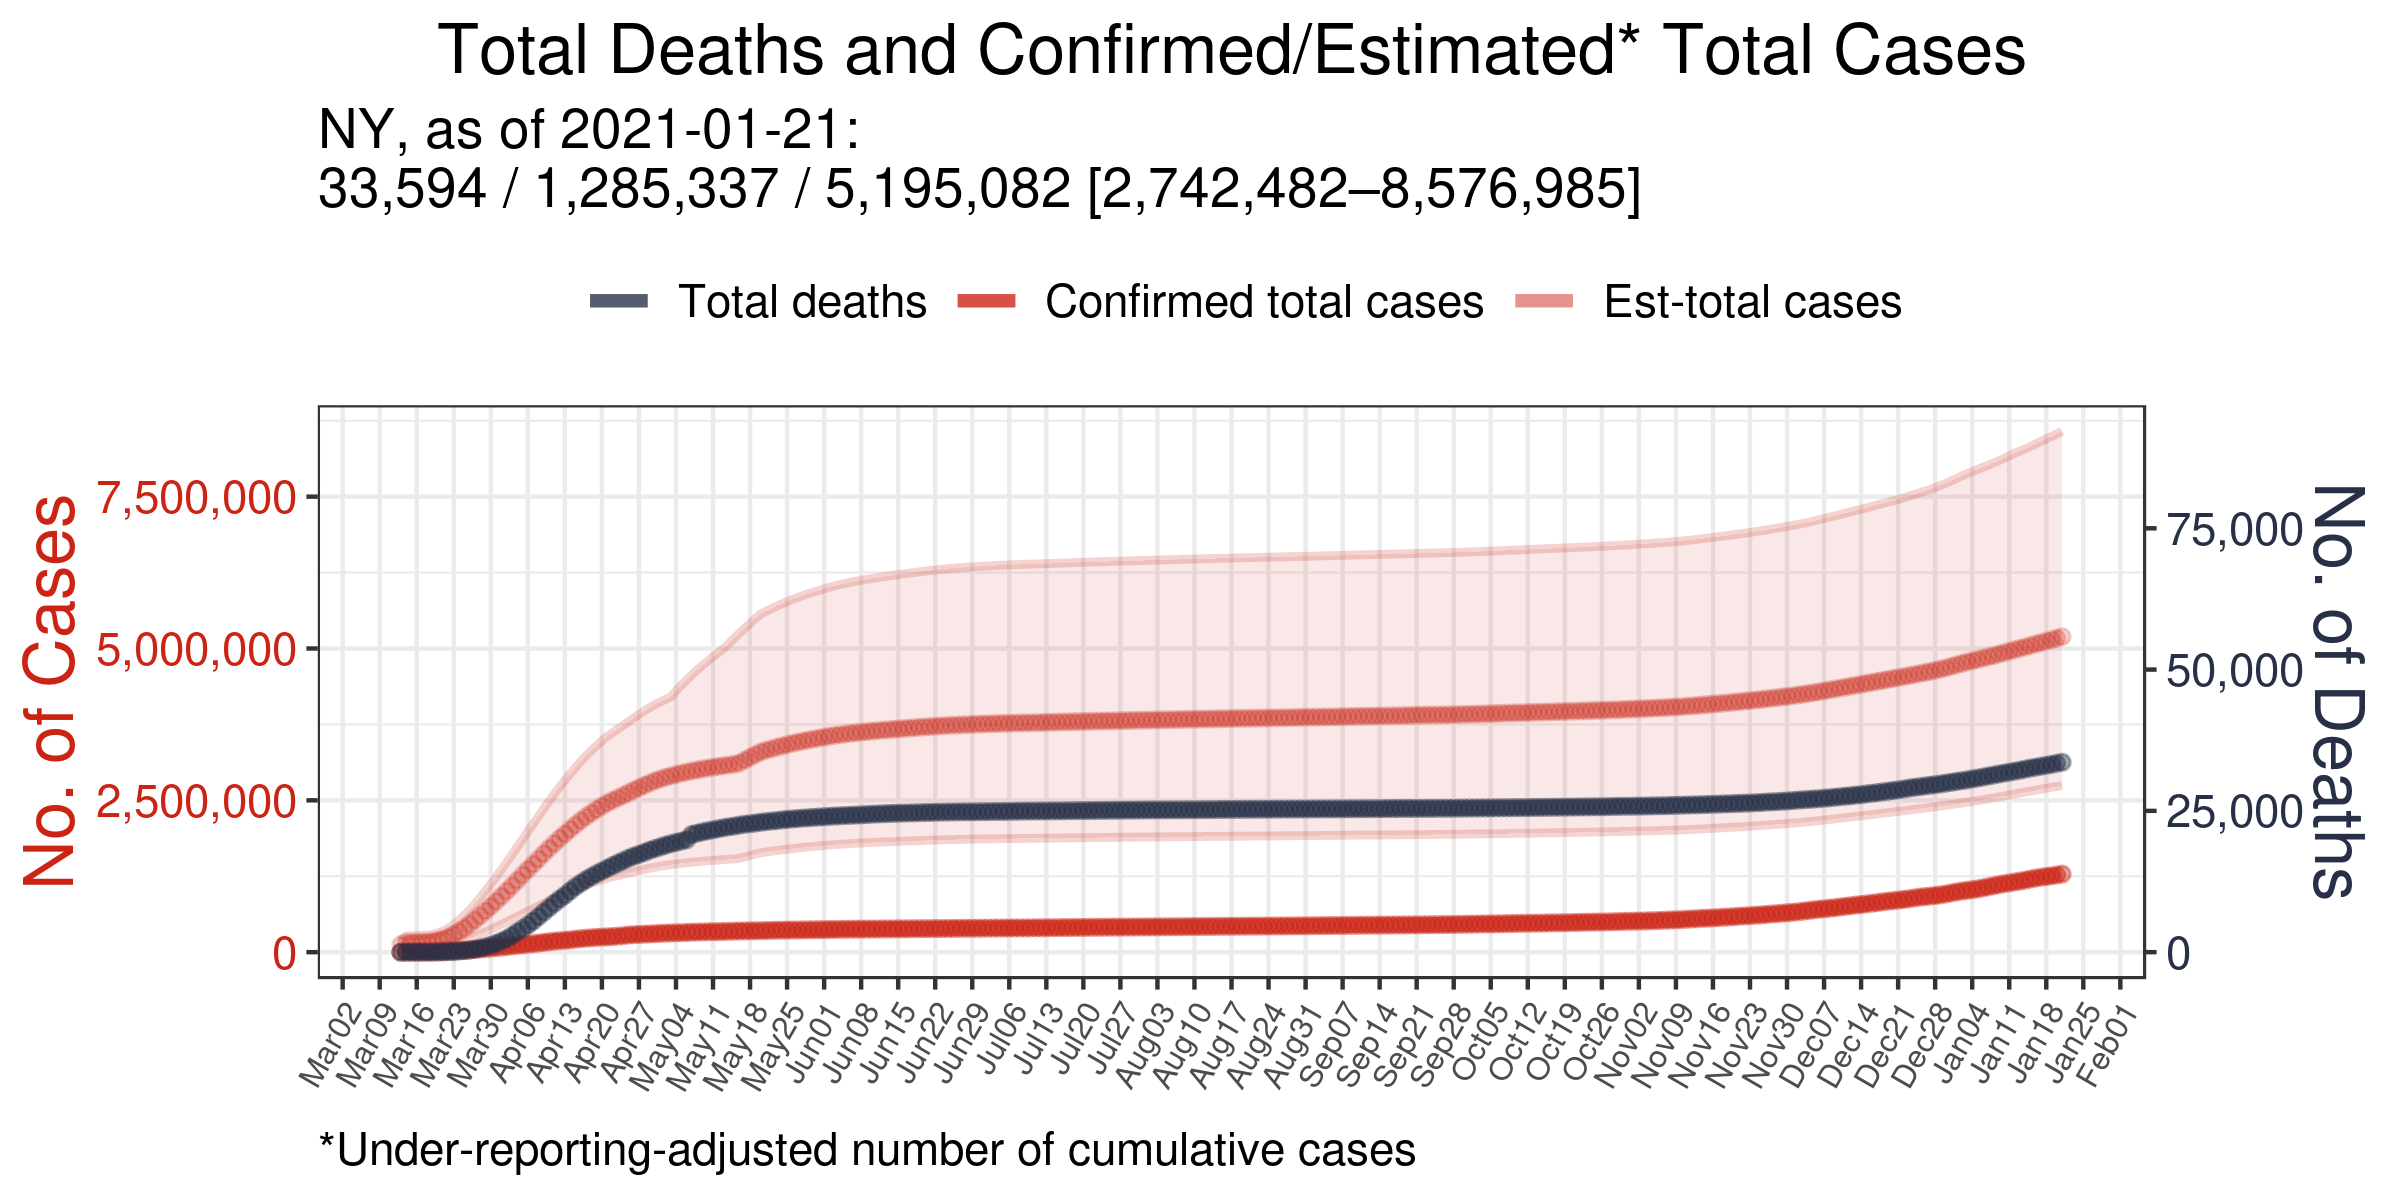 Total Deaths and Confirmed/Estimated* Total Cases
NY, as of 2021-01-21:
33,594 / 1,285,337 / 5,195,082 [2,742,482–8,576,985]
Total deaths
Confirmed total cases
Est-total cases
No. of Cases
7,500,000
5,000,000
2,500,000
0
75,000
50,000
25,000
0
No. of Deaths
Mar02
Mar09
Mar16
Mar23
Mar30
Apr06
Apr13
Apr20
Apr27
May04
May11
May18
May25
Jun01
Jun08
Jun15
Jun22
Jun29
Jul06
Jul13
Jul20
Jul27
Aug03
Aug10
Aug17
Aug24
Aug31
Sep07
Sep14
Sep21
Sep28
Oct05
Oct12
Oct19
Oct26
Nov02
Nov09
Nov16
Nov23
Nov30
Dec07
Dec14
Dec21
Dec28
Jan04
Jan11
Jan18
Jan25
Feb01
*Under-reporting-adjusted number of cumulative cases